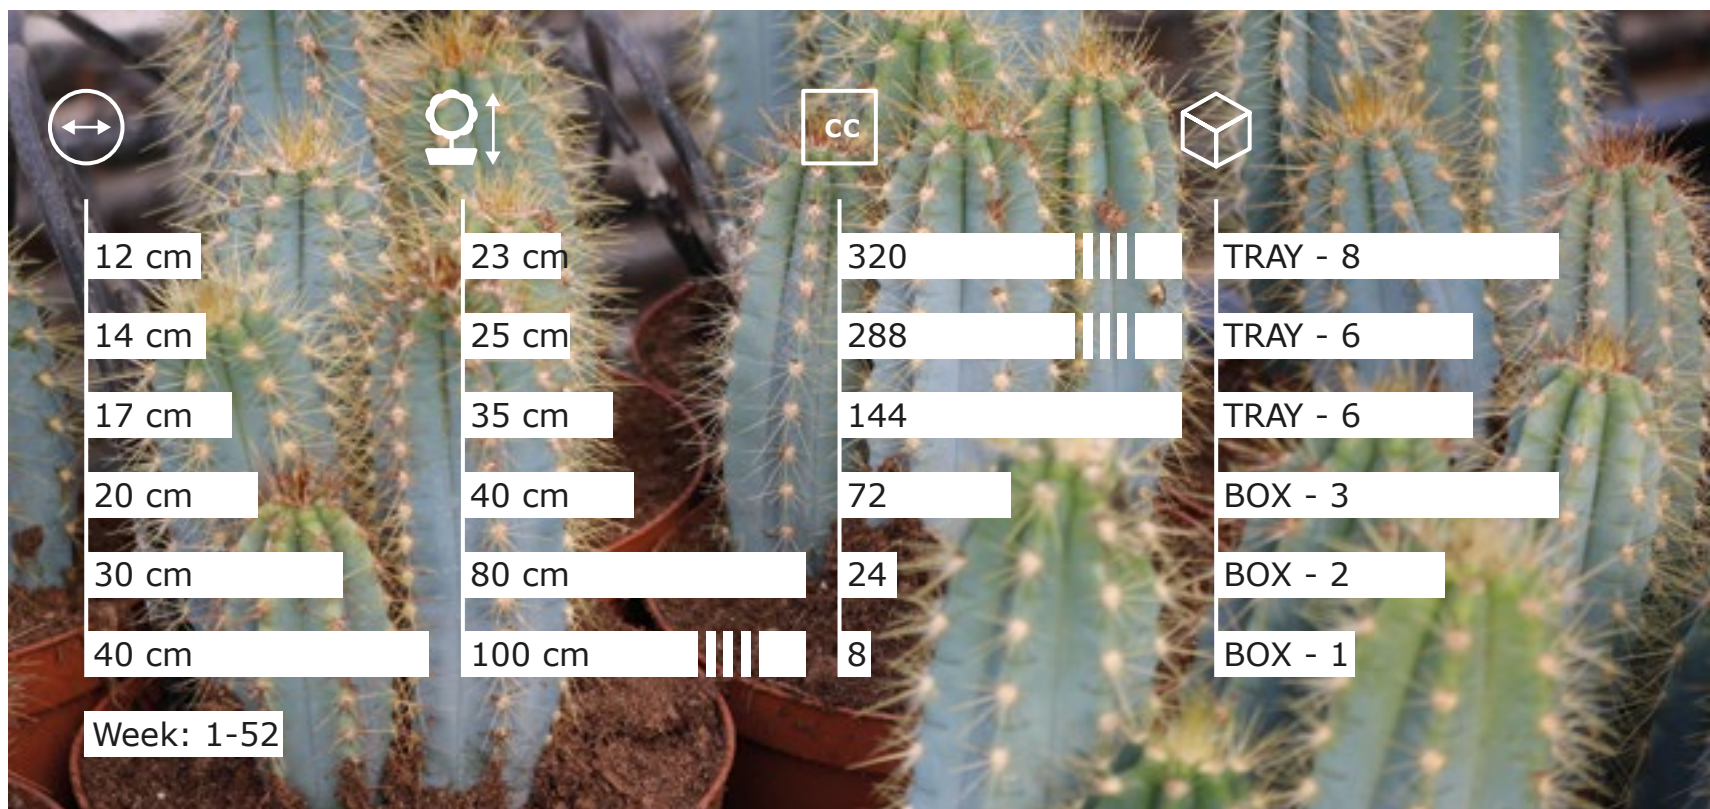 CC
12 cm 23 cm 320 TRAY - 8
14 cm 25 cm 288 TRAY - 6
17 cm 35 cm 144 TRAY - 6
20 cm 40 cm 72 BOX - 3
30 cm 80 cm 24 BOX - 2
40 cm 100 cm 8 BOX - 1
Week: 1-52